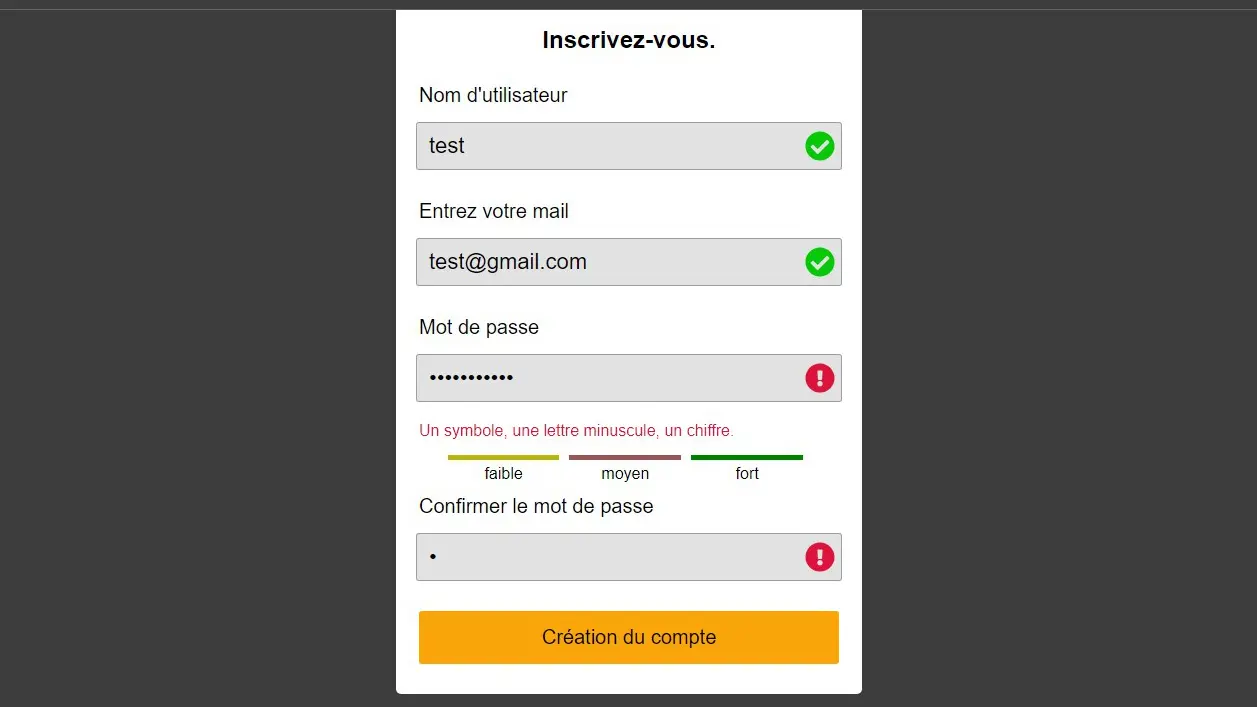 Inscrivez-vous.
Nom d'utilisateur
test
Entrez votre mail
test@gmail.com
Mot de passe
•••••••••••
Un symbole, une lettre minuscule, un chiffre.
faible moyen fort
Confirmer le mot de passe
•
Création du compte